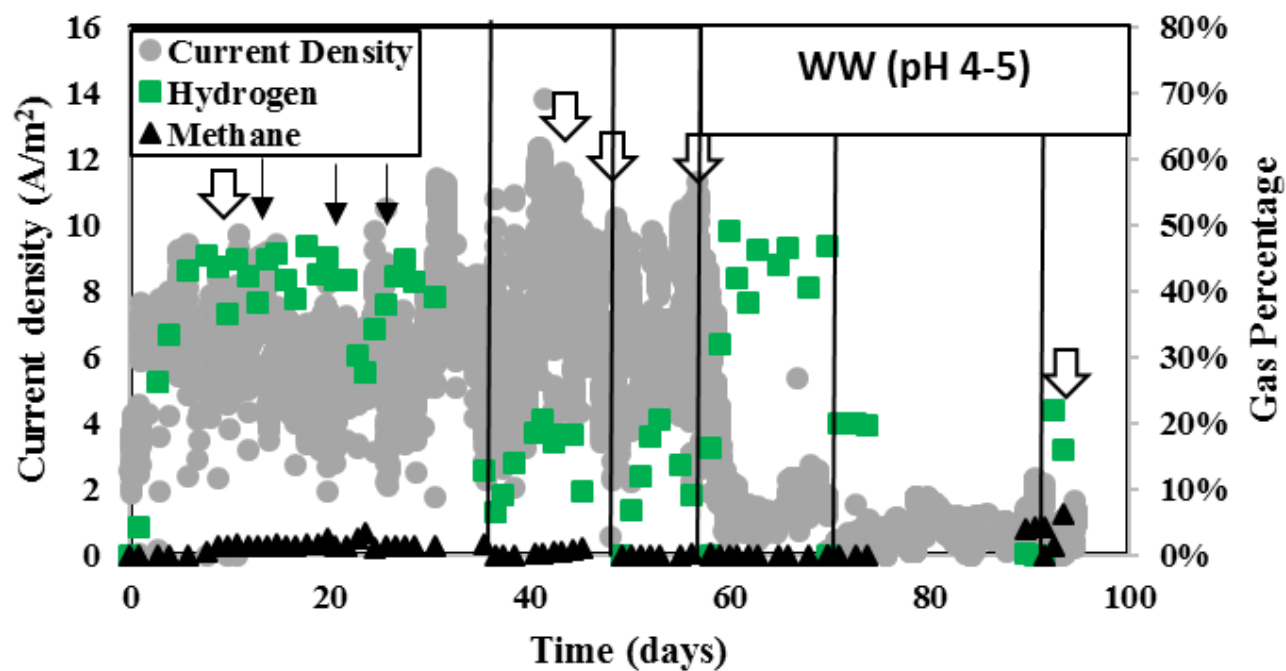 16
14
12
10
8
6
4
2
0
Current density (A/m²)
Current Density
Hydrogen
Methane
WW (pH 4-5)
80%
70%
60%
50%
40%
30%
20%
10%
0%
Gas Percentage
0 20 40 60 80 100
Time (days)